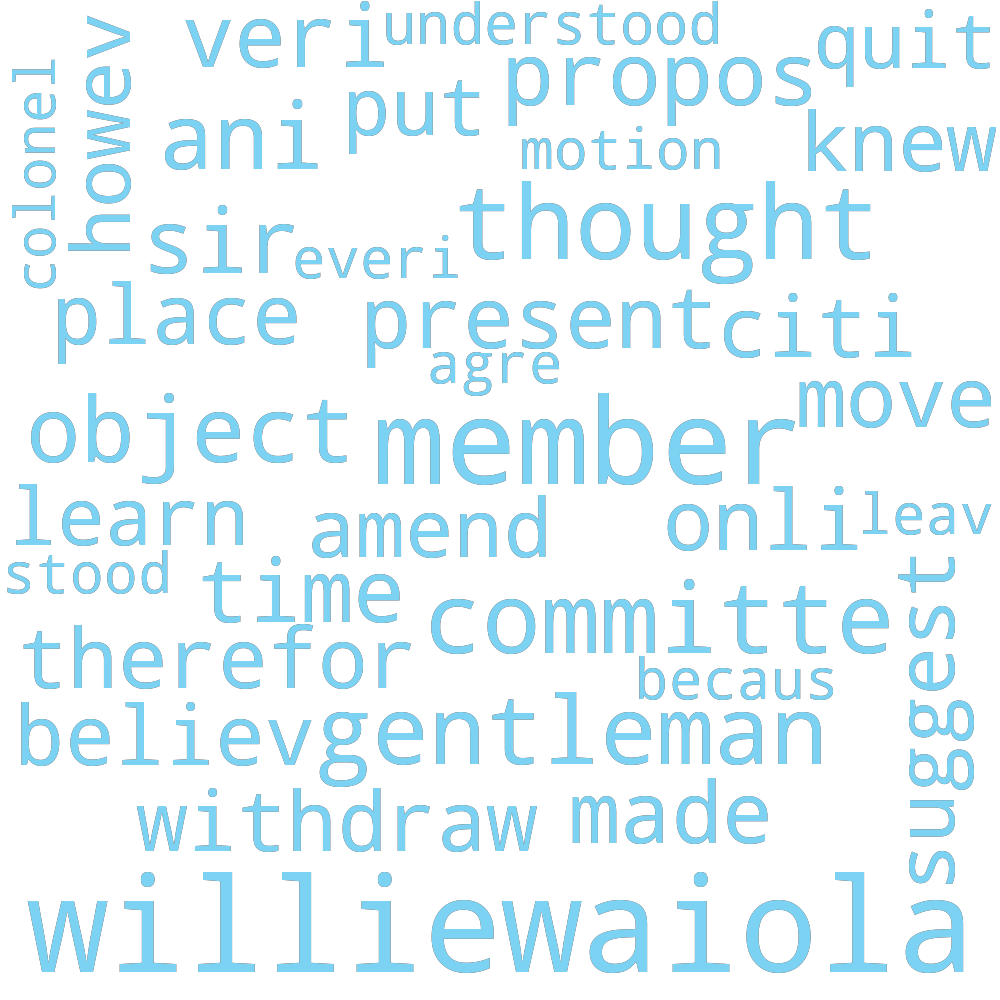 veri
understood
quit
colonel
howev
propos
put
ani
motion
knew
thought
sir
everi
place
present
citi
agre
move
object
member
learn
amend
onli
leav
stood
time
committe
suggest
therefor
becaus
believ
gentleman
withdraw
made
williewaiola